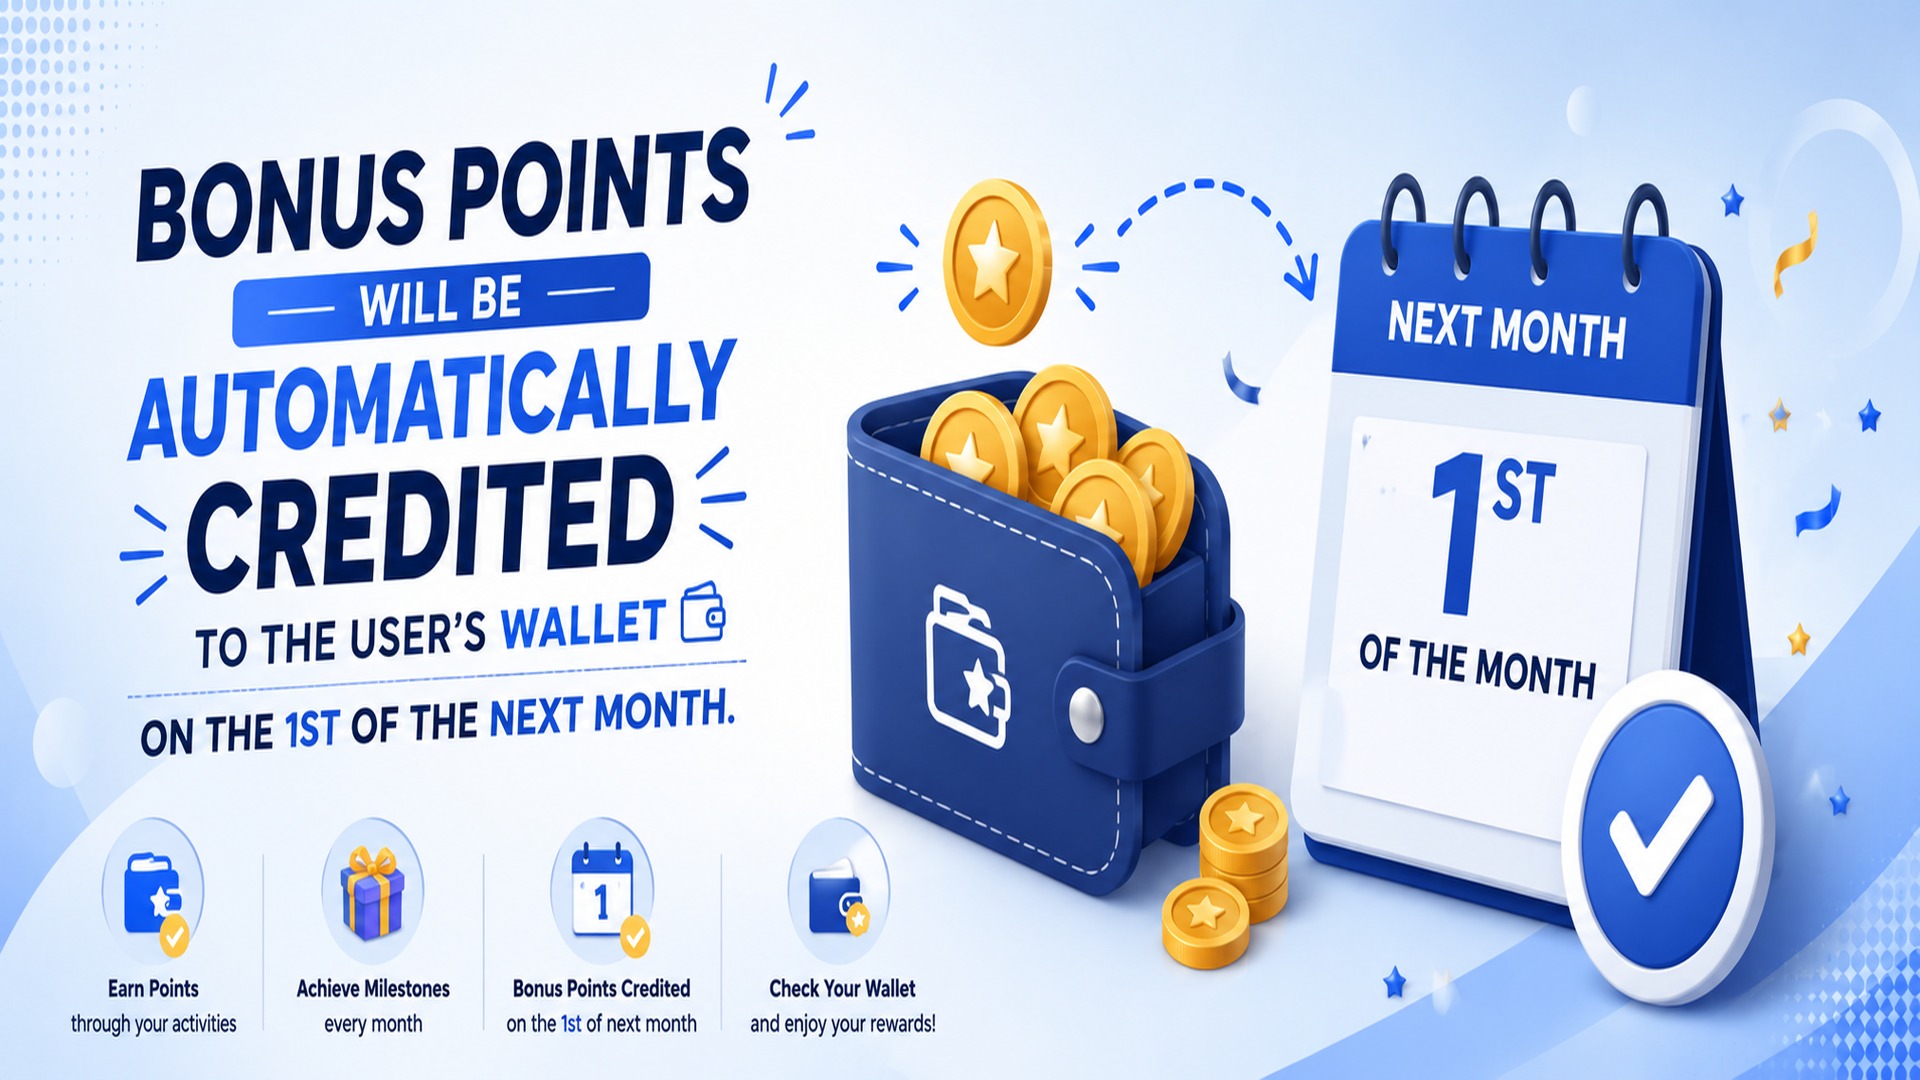 BONUS POINTS
WILL BE
AUTOMATICALLY
CREDITED
TO THE USER'S WALLET
ON THE 1ST OF THE NEXT MONTH.
NEXT MONTH
1ST
OF THE MONTH
1
Earn Points
through your activities
Achieve Milestones
every month
Bonus Points Credited
on the 1st of next month
Check Your Wallet
and enjoy your rewards!